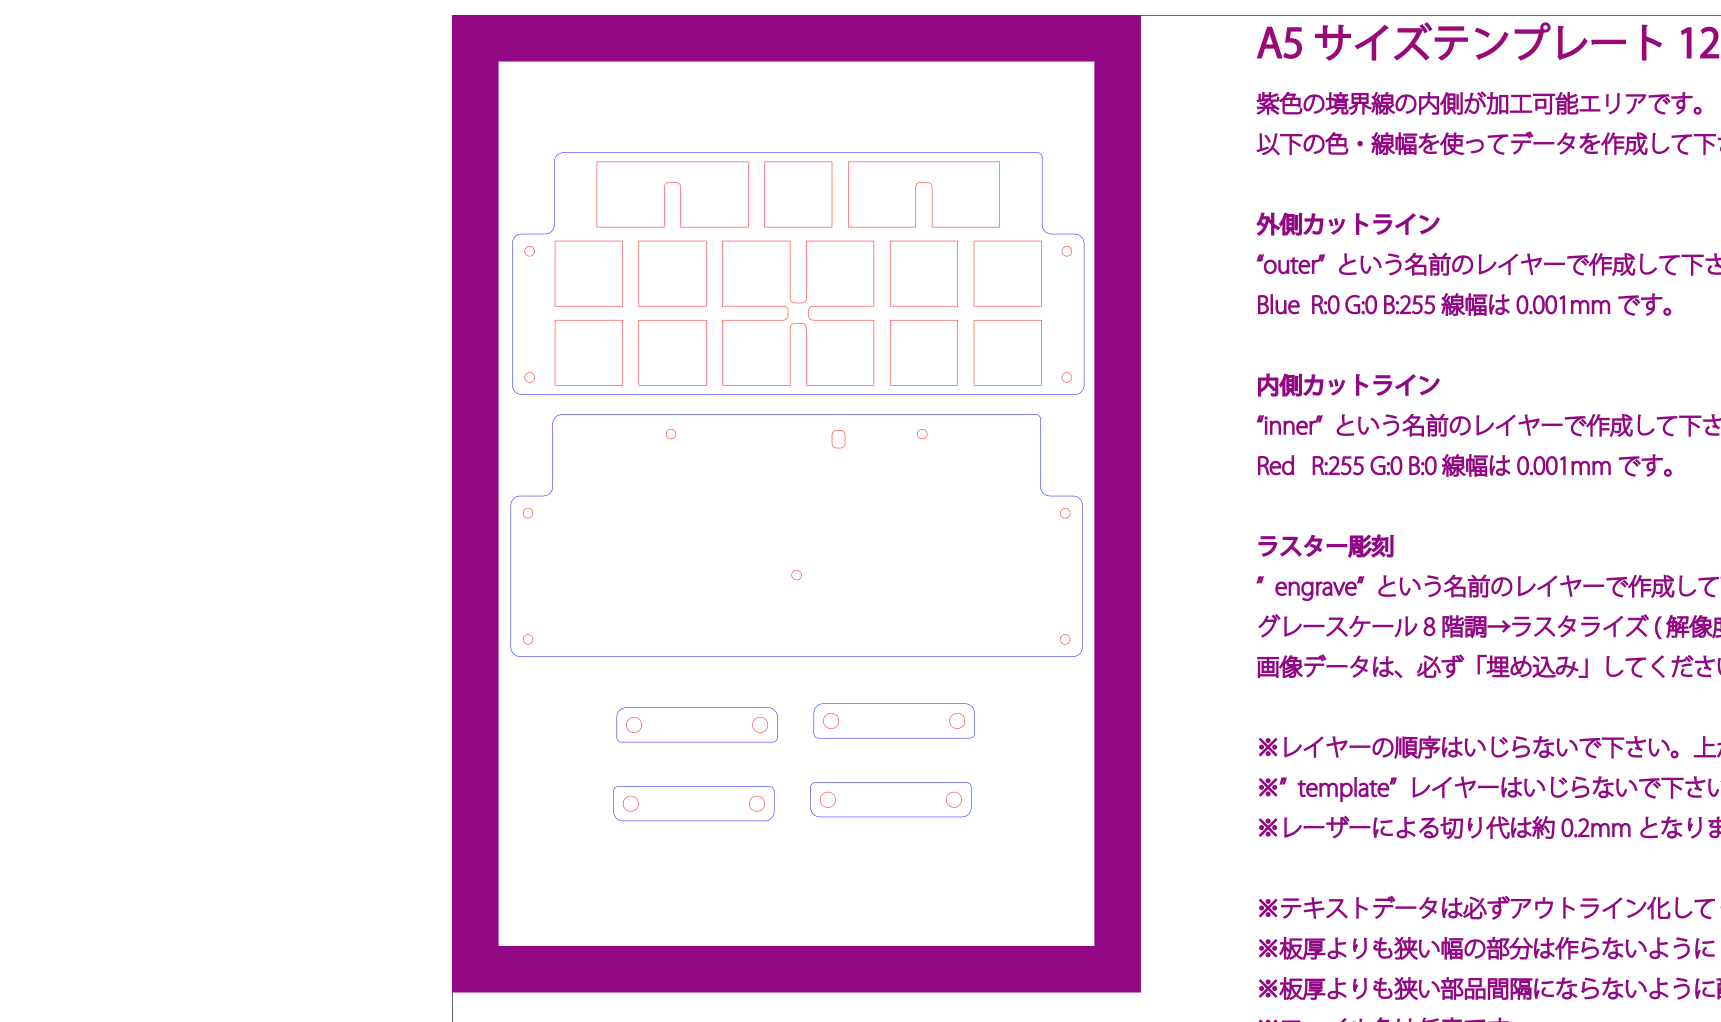 A5 サイズテンプレート 12
紫色の境界線の内側が加工可能エリアです。
以下の色・線幅を使ってデータを作成して下
外側カットライン
“outer” という名前のレイヤーで作成して下さ
Blue R:0 G:0 B:255 線幅は 0.001mm です。
内側カットライン
“inner” という名前のレイヤーで作成して下さ
Red R:255 G:0 B:0 線幅は 0.001mm です。
ラスター彫刻
” engrave” という名前のレイヤーで作成して
グレースケール 8 階調→ラスタライズ ( 解像度
画像データは、必ず「埋め込み」してください
※レイヤーの順序はいじらないで下さい。上
※” template” レイヤーはいじらないで下さい
※レーザーによる切り代は約 0.2mm となりま
※テキストデータは必ずアウトライン化して
※板厚よりも狭い幅の部分は作らないように
※板厚よりも狭い部品間隔にならないように